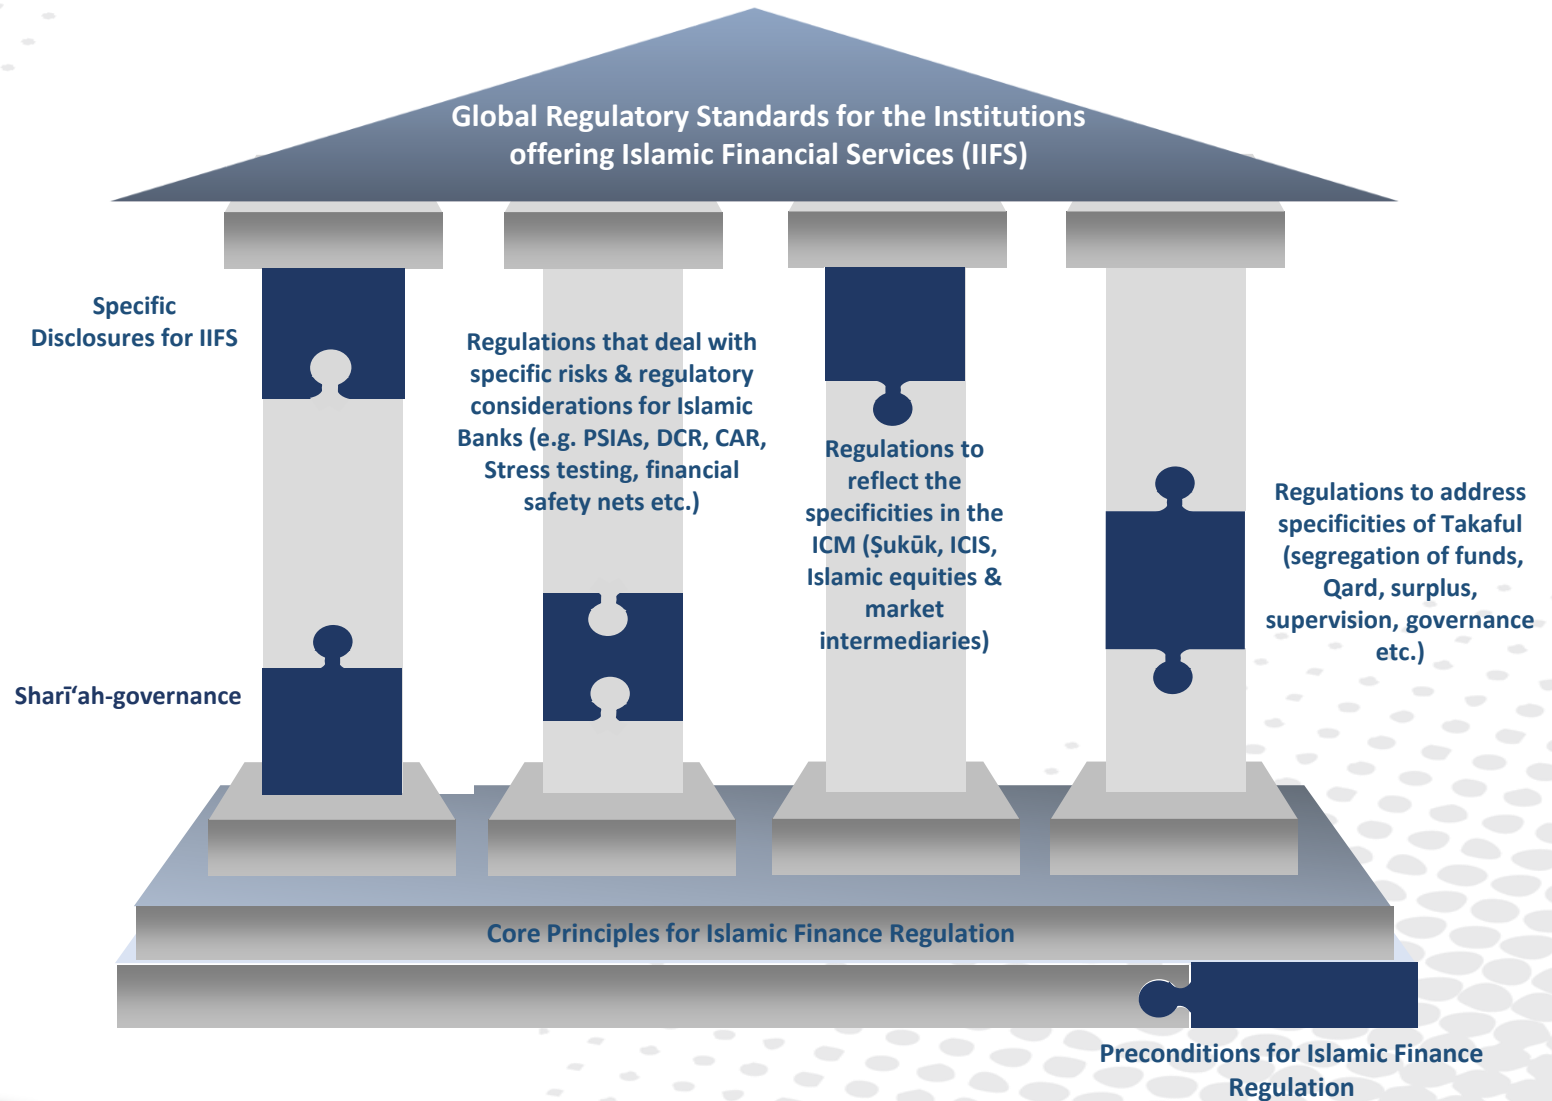 Global Regulatory Standards for the Institutions
offering Islamic Financial Services (IIFS)
Specific
Disclosures for IIFS
Sharī‘ah-governance
Regulations that deal with
specific risks & regulatory
considerations for Islamic
Banks (e.g. PSIAs, DCR, CAR,
Stress testing, financial
safety nets etc.)
Regulations to
reflect the
specificities in the
ICM (Ṣukūk, ICIS,
Islamic equities &
market
intermediaries)
Regulations to address
specificities of Takaful
(segregation of funds,
Qard, surplus,
supervision, governance
etc.)
Core Principles for Islamic Finance Regulation
Preconditions for Islamic Finance
Regulation